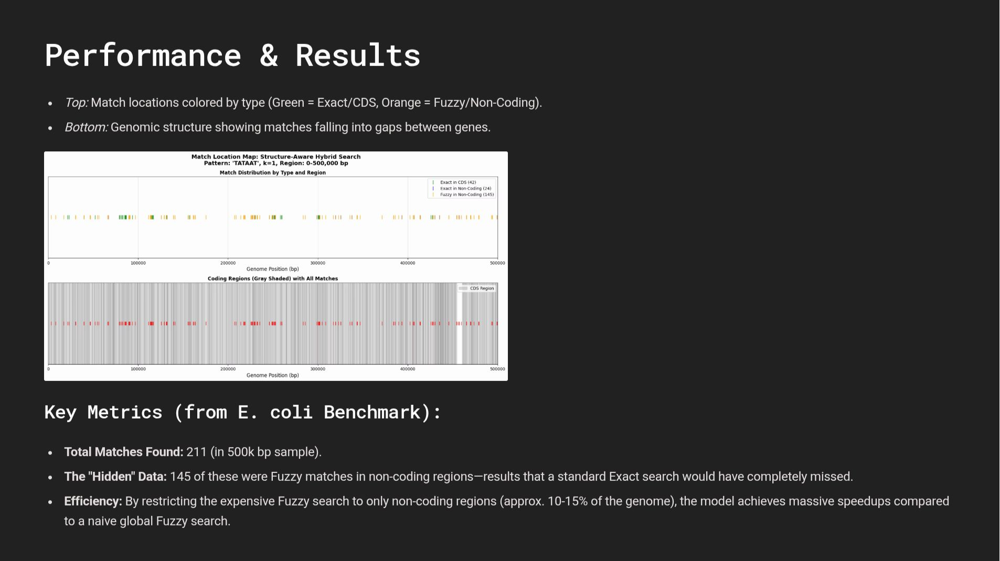 Performance & Results
• Top: Match locations colored by type (Green = Exact/CDS, Orange = Fuzzy/Non-Coding).
• Bottom: Genomic structure showing matches falling into gaps between genes.
Match Location Map: Structure-Aware Hybrid Search
Pattern: 'TATAAT', k=1, Region: 0-500,000 bp
Match Distribution by Type and Region
Exact in CDS (42)
Exact in Non-Coding (24)
Fuzzy in Non-Coding (145)
0 100000 200000 300000 400000 500000
Genome Position (bp)
Coding Regions (Gray Shaded) with All Matches
CDS Region
0 100000 200000 300000 400000 500000
Genome Position (bp)
Key Metrics (from E. coli Benchmark):
• Total Matches Found: 211 (in 500k bp sample).
• The "Hidden" Data: 145 of these were Fuzzy matches in non-coding regions—results that a standard Exact search would have completely missed.
• Efficiency: By restricting the expensive Fuzzy search to only non-coding regions (approx. 10-15% of the genome), the model achieves massive speedups compared
to a naive global Fuzzy search.